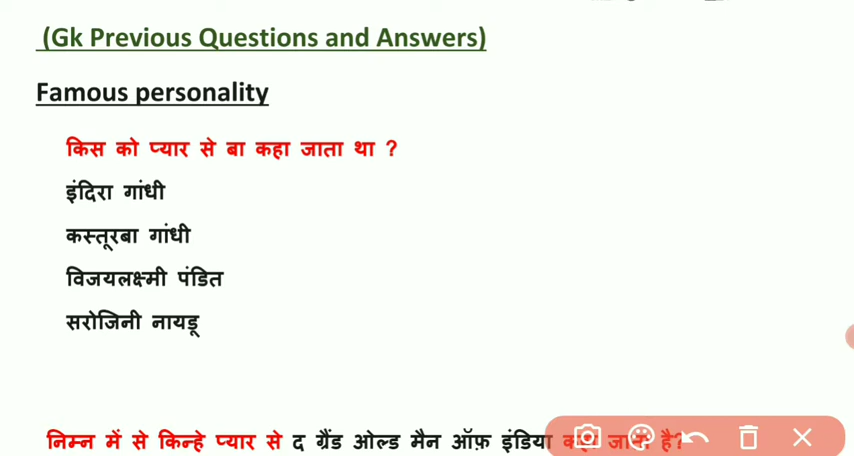 (Gk Previous Questions and Answers)
Famous personality
किस को प्यार से बा कहा जाता था ?
इंदिरा गांधी
कस्तूरबा गांधी
विजयलक्ष्मी पंडित
सरोजिनी नायडू
निम्न में से किन्हे प्यार से द ग्रैंड ओल्ड मैन ऑफ़ इंडिया है?